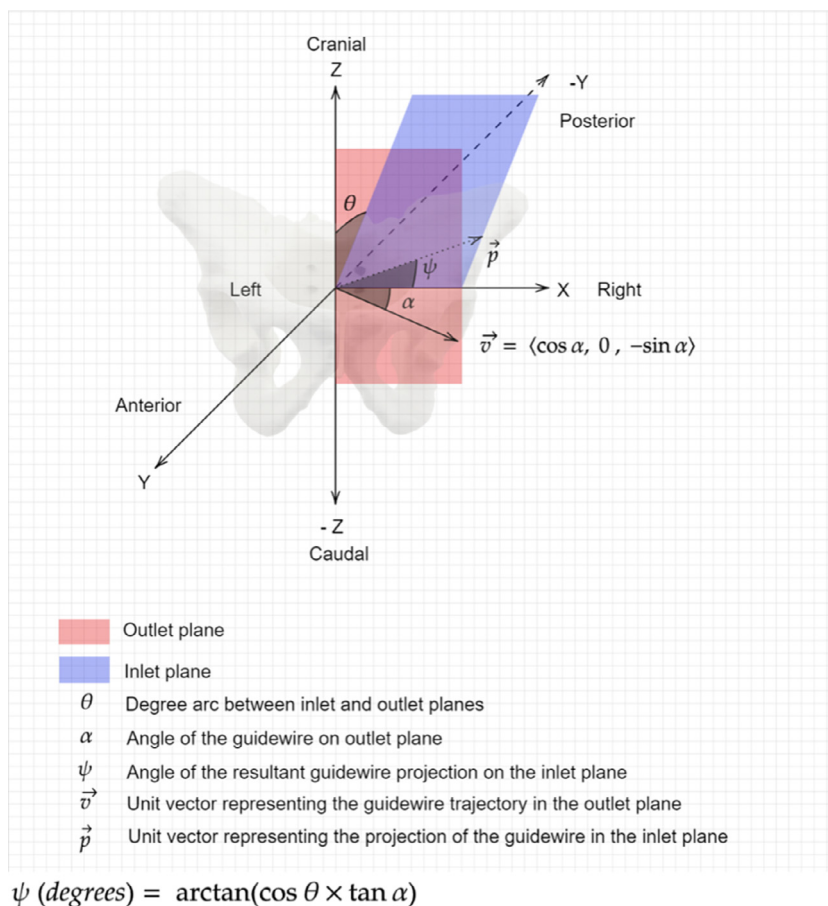 Cranial
Z
-Y
Posterior
θ
p⃗
ψ
Left
X Right
α
v⃗ = ⟨cos α, 0 , −sin α⟩
Anterior
Y
- Z
Caudal
Outlet plane
Inlet plane
θ Degree arc between inlet and outlet planes
α Angle of the guidewire on outlet plane
ψ Angle of the resultant guidewire projection on the inlet plane
v⃗ Unit vector representing the guidewire trajectory in the outlet plane
p⃗ Unit vector representing the projection of the guidewire in the inlet plane
ψ (degrees) = arctan(cos θ × tan α)